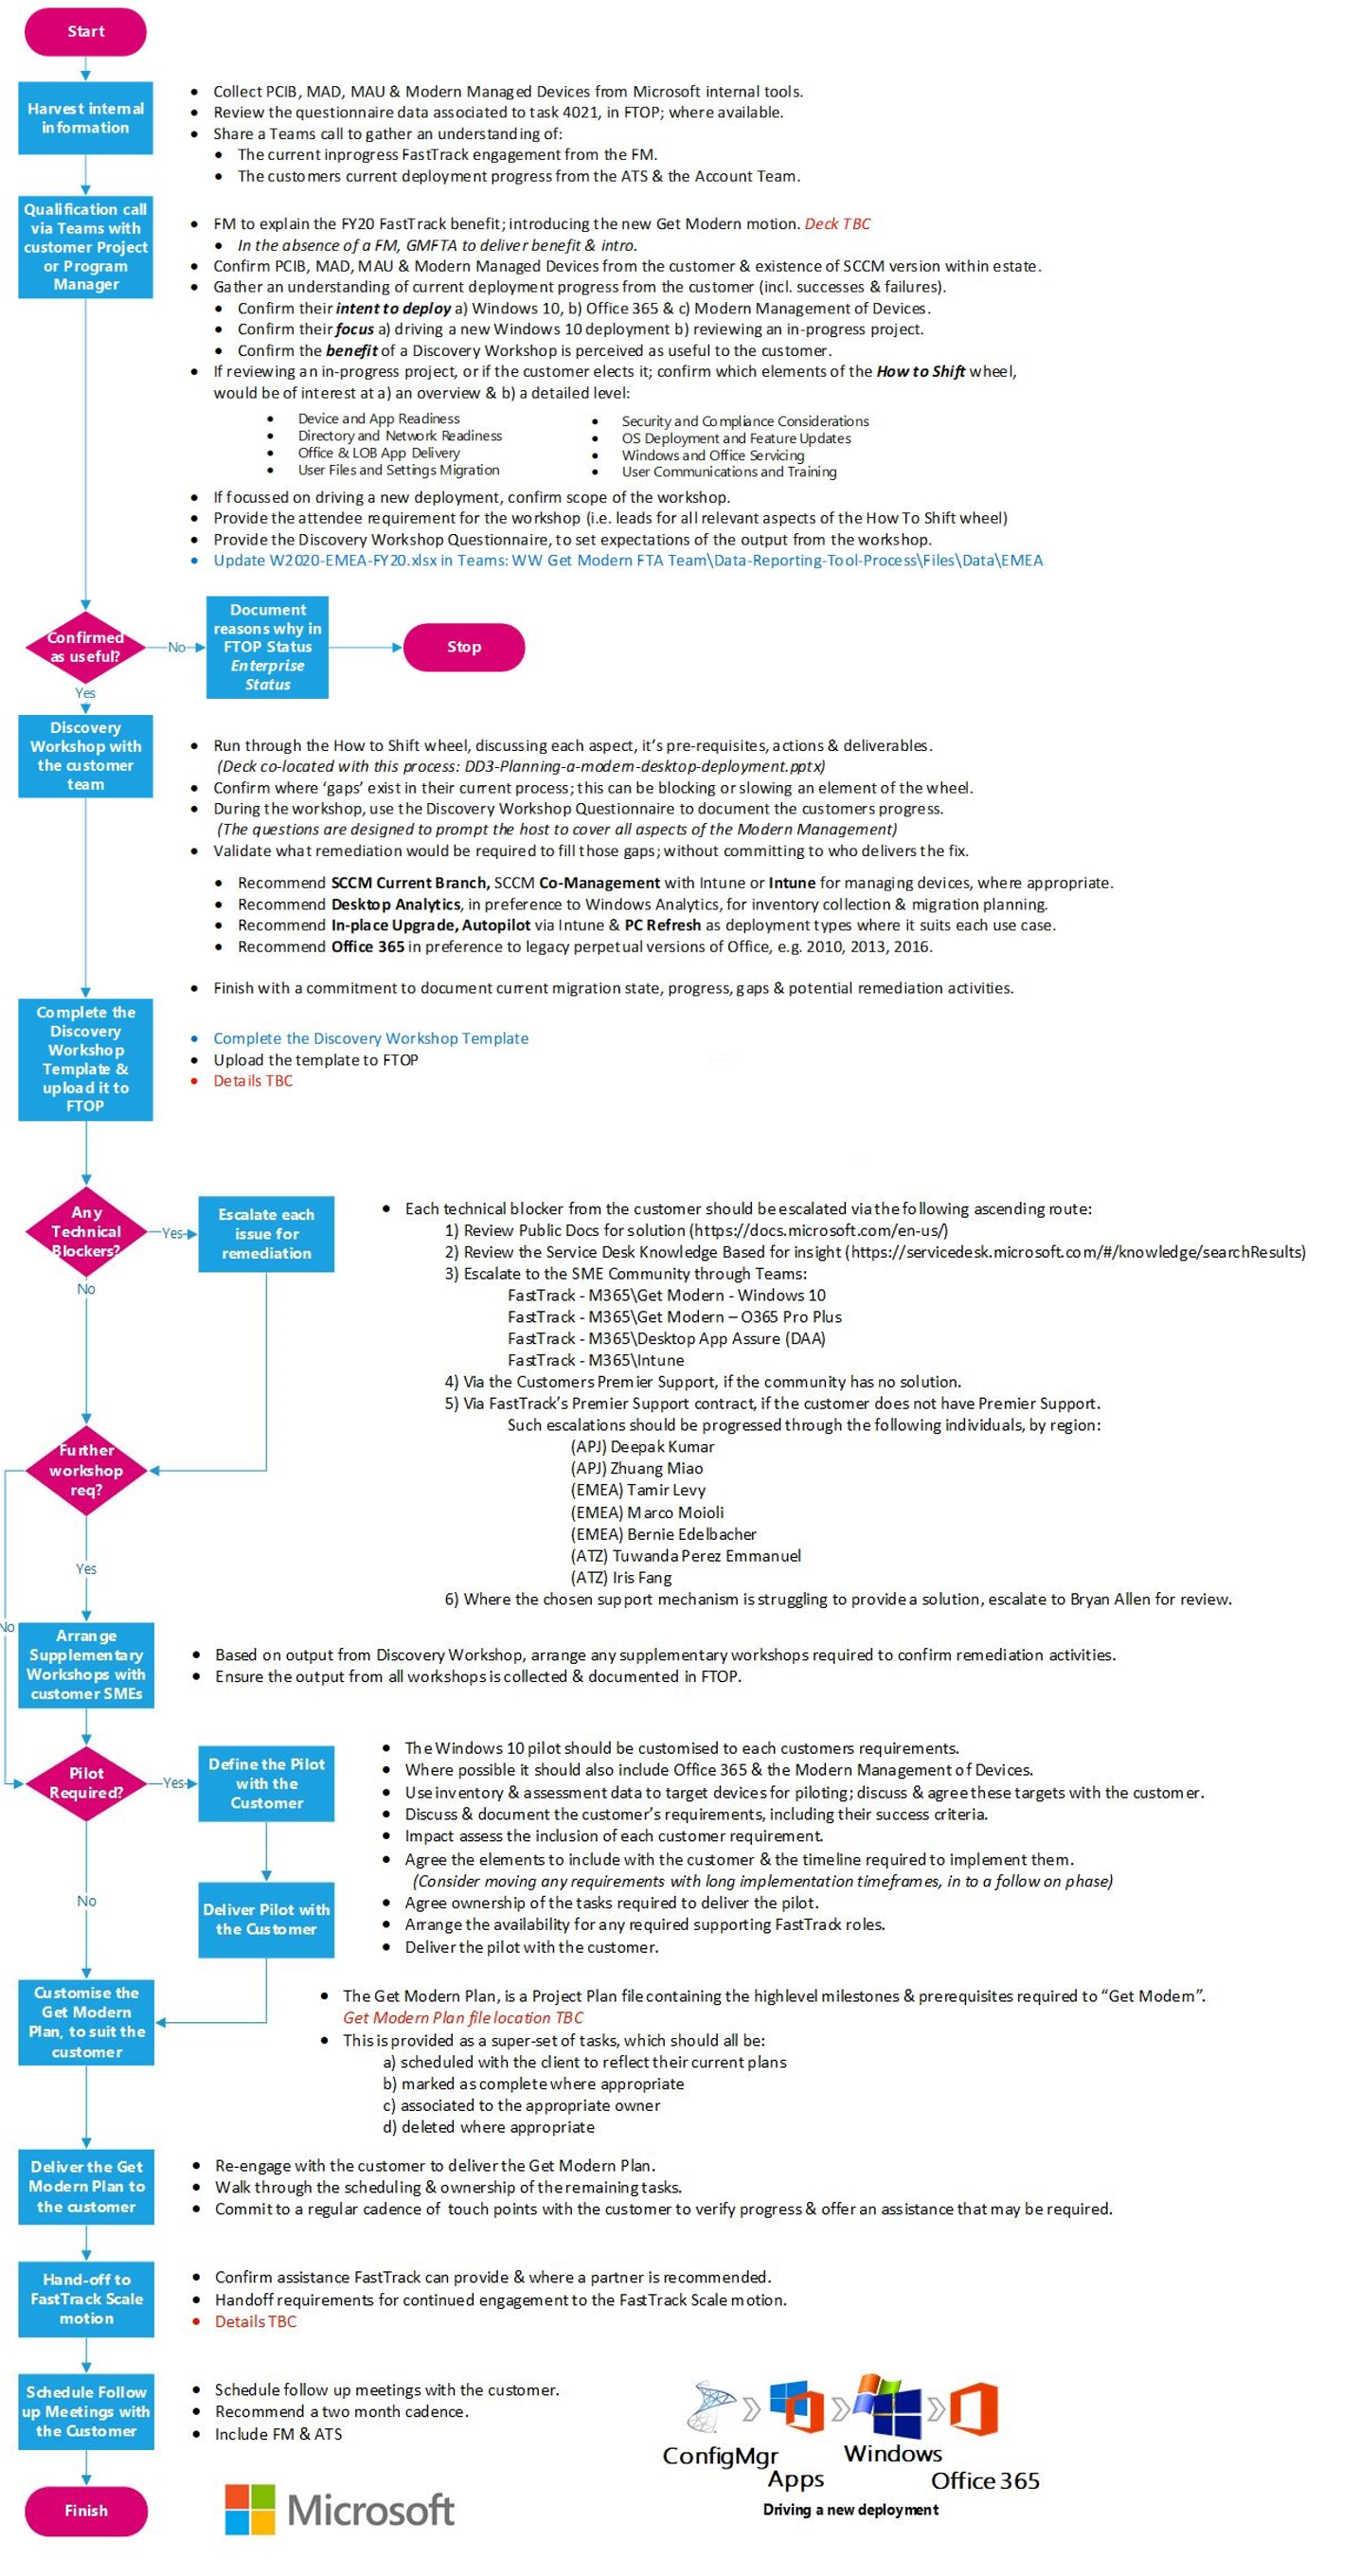 Start
Harvest internal
information
• Collect PCIB, MAD, MAU & Modern Managed Devices from Microsoft internal tools.
• Review the questionnaire data associated to task 4021, in FTOP; where available.
• Share a Teams call to gather an understanding of:
• The current inprogress FastTrack engagement from the FM.
• The customers current deployment progress from the ATS & the Account Team.
Qualification call
via Teams with
customer Project
or Program
Manager
• FM to explain the FY20 FastTrack benefit; introducing the new Get Modern motion. Deck TBC
• In the absence of a FM, GMFTA to deliver benefit & intro.
• Confirm PCIB, MAD, MAU & Modern Managed Devices from the customer & existence of SCCM version within estate.
• Gather an understanding of current deployment progress from the customer (incl. successes & failures).
• Confirm their intent to deploy a) Windows 10, b) Office 365 & c) Modern Management of Devices.
• Confirm their focus a) driving a new Windows 10 deployment b) reviewing an in-progress project.
• Confirm the benefit of a Discovery Workshop is perceived as useful to the customer.
• If reviewing an in-progress project, or if the customer elects it; confirm which elements of the How to Shift wheel,
would be of interest at a) an overview & b) a detailed level:
• Device and App Readiness
• Directory and Network Readiness
• Office & LOB App Delivery
• User Files and Settings Migration
• Security and Compliance Considerations
• OS Deployment and Feature Updates
• Windows and Office Servicing
• User Communications and Training
• If focussed on driving a new deployment, confirm scope of the workshop.
• Provide the attendee requirement for the workshop (i.e. leads for all relevant aspects of the How To Shift wheel)
• Provide the Discovery Workshop Questionnaire, to set expectations of the output from the workshop.
• Update W2020-EMEA-FY20.xlsx in Teams: WW Get Modern FTA Team\Data-Reporting-Tool-Process\Files\Data\EMEA
Confirmed
as useful?
No
Document
reasons why in
FTOP Status
Enterprise
Status
Stop
Yes
Discovery
Workshop with
the customer
team
• Run through the How to Shift wheel, discussing each aspect, it's pre-requisites, actions & deliverables.
(Deck co-located with this process: DD3-Planning-a-modern-desktop-deployment.pptx)
• Confirm where 'gaps' exist in their current process; this can be blocking or slowing an element of the wheel.
• During the workshop, use the Discovery Workshop Questionnaire to document the customers progress.
(The questions are designed to prompt the host to cover all aspects of the Modern Management)
• Validate what remediation would be required to fill those gaps; without committing to who delivers the fix.
• Recommend SCCM Current Branch, SCCM Co-Management with Intune or Intune for managing devices, where appropriate.
• Recommend Desktop Analytics, in preference to Windows Analytics, for inventory collection & migration planning.
• Recommend In-place Upgrade, Autopilot via Intune & PC Refresh as deployment types where it suits each use case.
• Recommend Office 365 in preference to legacy perpetual versions of Office, e.g. 2010, 2013, 2016.
• Finish with a commitment to document current migration state, progress, gaps & potential remediation activities.
Complete the
Discovery
Workshop
Template &
upload it to
FTOP
• Complete the Discovery Workshop Template
• Upload the template to FTOP
• Details TBC
Any
Technical
Blockers?
Yes
Escalate each
issue for
remediation
No
• Each technical blocker from the customer should be escalated via the following ascending route:
1) Review Public Docs for solution (https://docs.microsoft.com/en-us/)
2) Review the Service Desk Knowledge Based for insight (https://servicedesk.microsoft.com/#/knowledge/searchResults)
3) Escalate to the SME Community through Teams:
FastTrack - M365\Get Modern - Windows 10
FastTrack - M365\Get Modern – O365 Pro Plus
FastTrack - M365\Desktop App Assure (DAA)
FastTrack - M365\Intune
4) Via the Customers Premier Support, if the community has no solution.
5) Via FastTrack's Premier Support contract, if the customer does not have Premier Support.
Such escalations should be progressed through the following individuals, by region:
(APJ) Deepak Kumar
(APJ) Zhuang Miao
(EMEA) Tamir Levy
(EMEA) Marco Moioli
(EMEA) Bernie Edelbacher
(ATZ) Tuwanda Perez Emmanuel
(ATZ) Iris Fang
6) Where the chosen support mechanism is struggling to provide a solution, escalate to Bryan Allen for review.
Further
workshop
req?
Yes
No
Arrange
Supplementary
Workshops with
customer SMEs
• Based on output from Discovery Workshop, arrange any supplementary workshops required to confirm remediation activities.
• Ensure the output from all workshops is collected & documented in FTOP.
Pilot
Required?
Yes
Define the Pilot
with the
Customer
• The Windows 10 pilot should be customised to each customers requirements.
• Where possible it should also include Office 365 & the Modern Management of Devices.
• Use inventory & assessment data to target devices for piloting; discuss & agree these targets with the customer.
• Discuss & document the customer's requirements, including their success criteria.
• Impact assess the inclusion of each customer requirement.
• Agree the elements to include with the customer & the timeline required to implement them.
(Consider moving any requirements with long implementation timeframes, in to a follow on phase)
• Agree ownership of the tasks required to deliver the pilot.
• Arrange the availability for any required supporting FastTrack roles.
• Deliver the pilot with the customer.
No
Deliver Pilot with
the Customer
Customise the
Get Modern
Plan, to suit the
customer
• The Get Modern Plan, is a Project Plan file containing the high level milestones & prerequisites required to "Get Modern".
Get Modern Plan file location TBC
• This is provided as a super-set of tasks, which should all be:
a) scheduled with the client to reflect their current plans
b) marked as complete where appropriate
c) associated to the appropriate owner
d) deleted where appropriate
Deliver the Get
Modern Plan to
the customer
• Re-engage with the customer to deliver the Get Modern Plan.
• Walk through the scheduling & ownership of the remaining tasks.
• Commit to a regular cadence of touch points with the customer to verify progress & offer an assistance that may be required.
Hand-off to
FastTrack Scale
motion
• Confirm assistance FastTrack can provide & where a partner is recommended.
• Handoff requirements for continued engagement to the FastTrack Scale motion.
• Details TBC
Schedule Follow
up Meetings with
the Customer
• Schedule follow up meetings with the customer.
• Recommend a two month cadence.
• Include FM & ATS
Finish
Microsoft
ConfigMgr
Apps
Windows
Office 365
Driving a new deployment